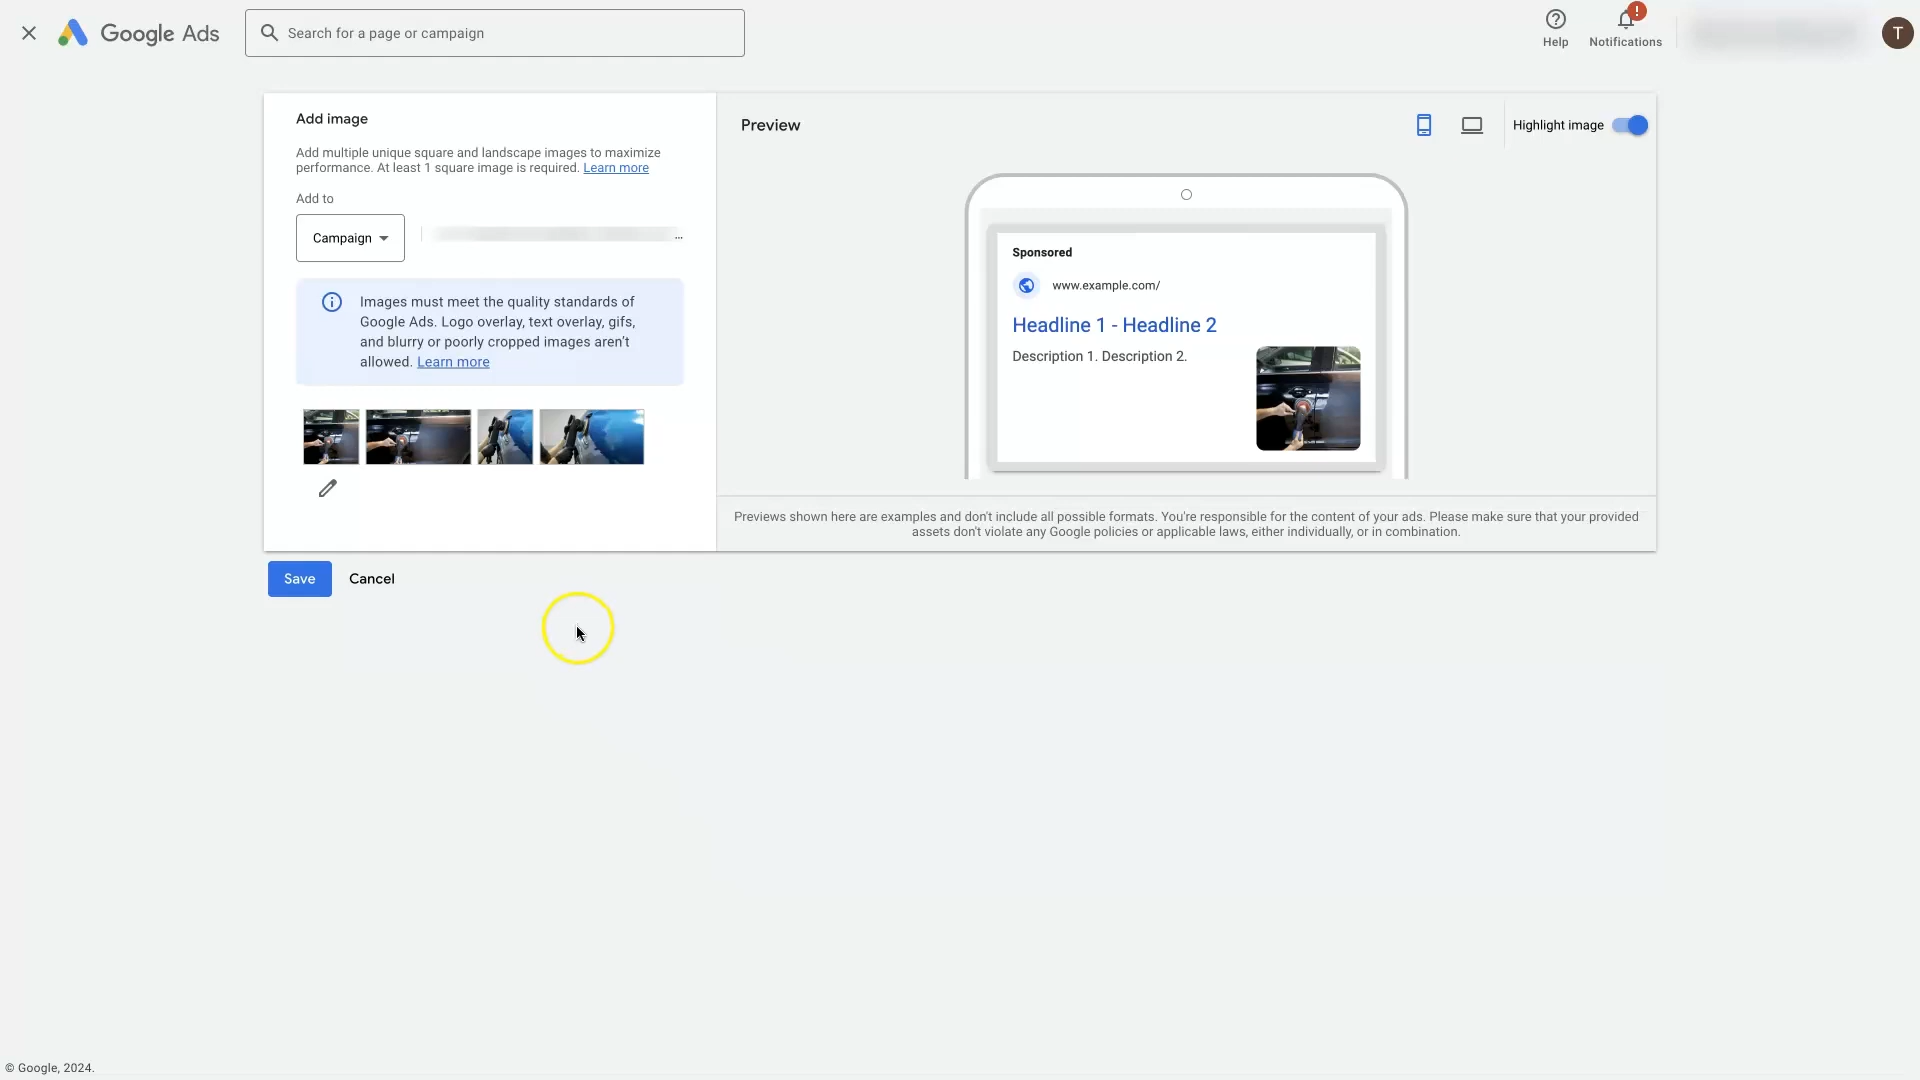 Google Ads
Search for a page or campaign
Help
!
Notifications
T
Add image
Add multiple unique square and landscape images to maximize
performance. At least 1 square image is required. Learn more
Add to
Campaign
...
Images must meet the quality standards of
Google Ads. Logo overlay, text overlay, gifs,
and blurry or poorly cropped images aren't
allowed. Learn more
Save
Cancel
Preview
Highlight image
Sponsored
www.example.com/
Headline 1 - Headline 2
Description 1. Description 2.
Previews shown here are examples and don't include all possible formats. You're responsible for the content of your ads. Please make sure that your provided
assets don't violate any Google policies or applicable laws, either individually, or in combination.
© Google, 2024.